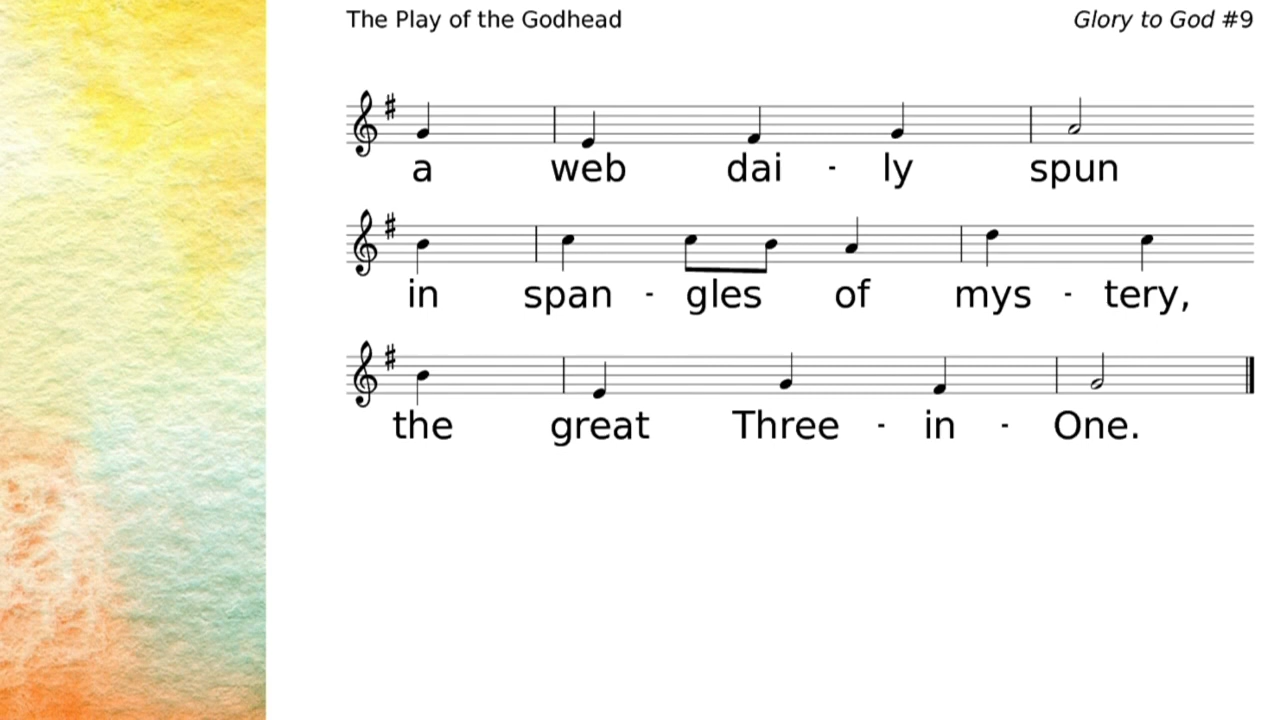 The Play of the Godhead
Glory to God #9
a web dai - ly spun
in span - gles of mys - tery,
the great Three - in - One.